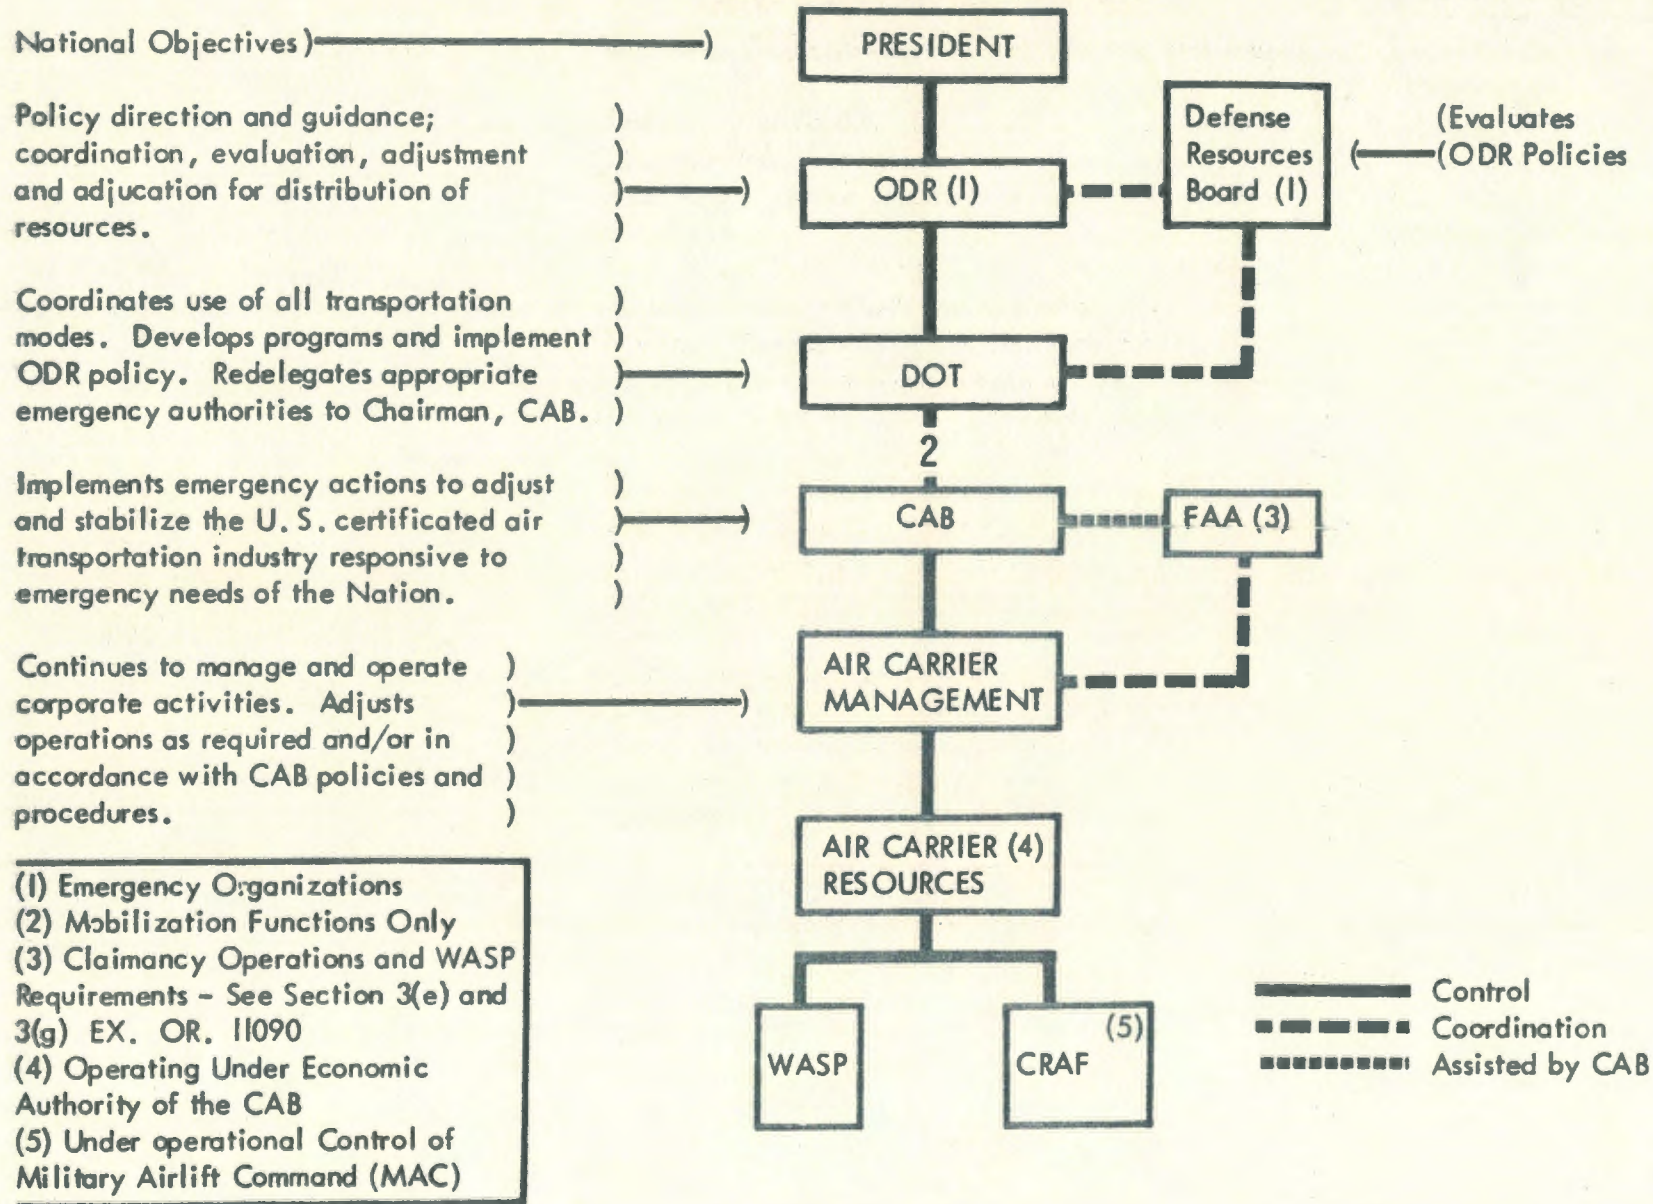 National Objectives)
)
PRESIDENT
Policy direction and guidance; )
coordination, evaluation, adjustment )
and adjucation for distribution of ) )
resources. )
ODR (1)
Defense
Resources
Board (1)
(Evaluates
( (ODR Policies
Coordinates use of all transportation )
modes. Develops programs and implement )
ODR policy. Redelegates appropriate ) )
emergency authorities to Chairman, CAB. )
DOT
2
Implements emergency actions to adjust )
and stabilize the U.S. certificated air ) )
transportation industry responsive to )
emergency needs of the Nation. )
CAB
FAA (3)
Continues to manage and operate )
corporate activities. Adjusts ) )
operations as required and/or in )
accordance with CAB policies and )
procedures. )
AIR CARRIER
MANAGEMENT
AIR CARRIER (4)
RESOURCES
WASP
(5)
CRAF
(1) Emergency Organizations
(2) Mobilization Functions Only
(3) Claimancy Operations and WASP
Requirements - See Section 3(e) and
3(g) EX. OR. 11090
(4) Operating Under Economic
Authority of the CAB
(5) Under operational Control of
Military Airlift Command (MAC)
Control
Coordination
Assisted by CAB